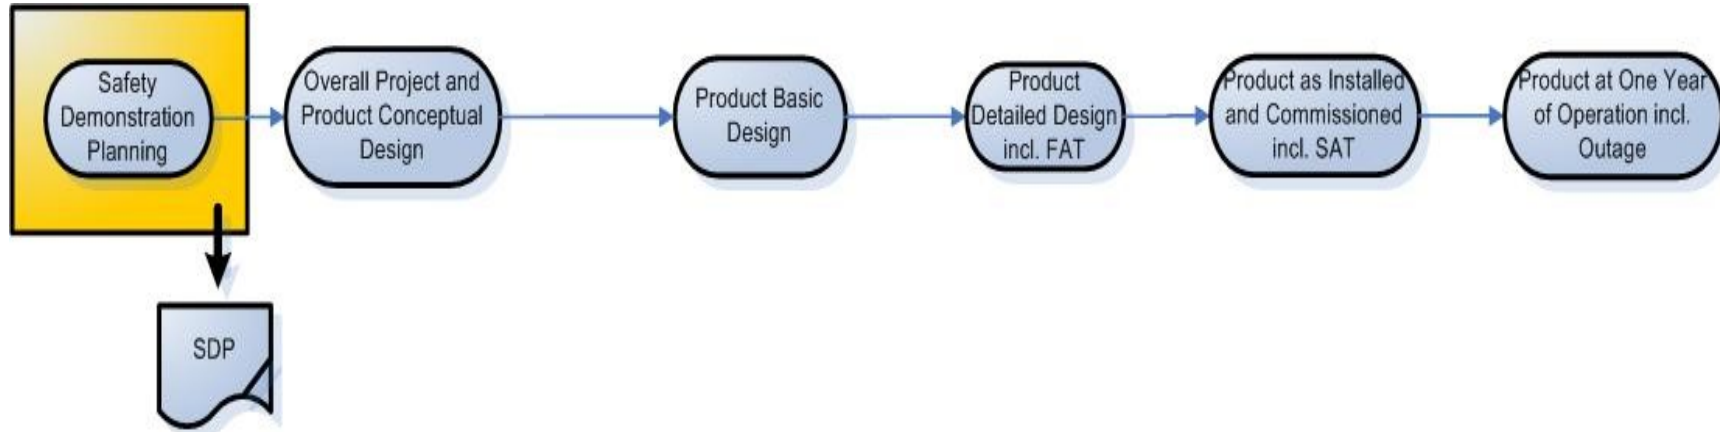 Safety
Demonstration
Planning
Overall Project and
Product Conceptual
Design
Product Basic
Design
Product
Detailed Design
incl. FAT
Product as Installed
and Commissioned
incl. SAT
Product at One Year
of Operation incl.
Outage
SDP